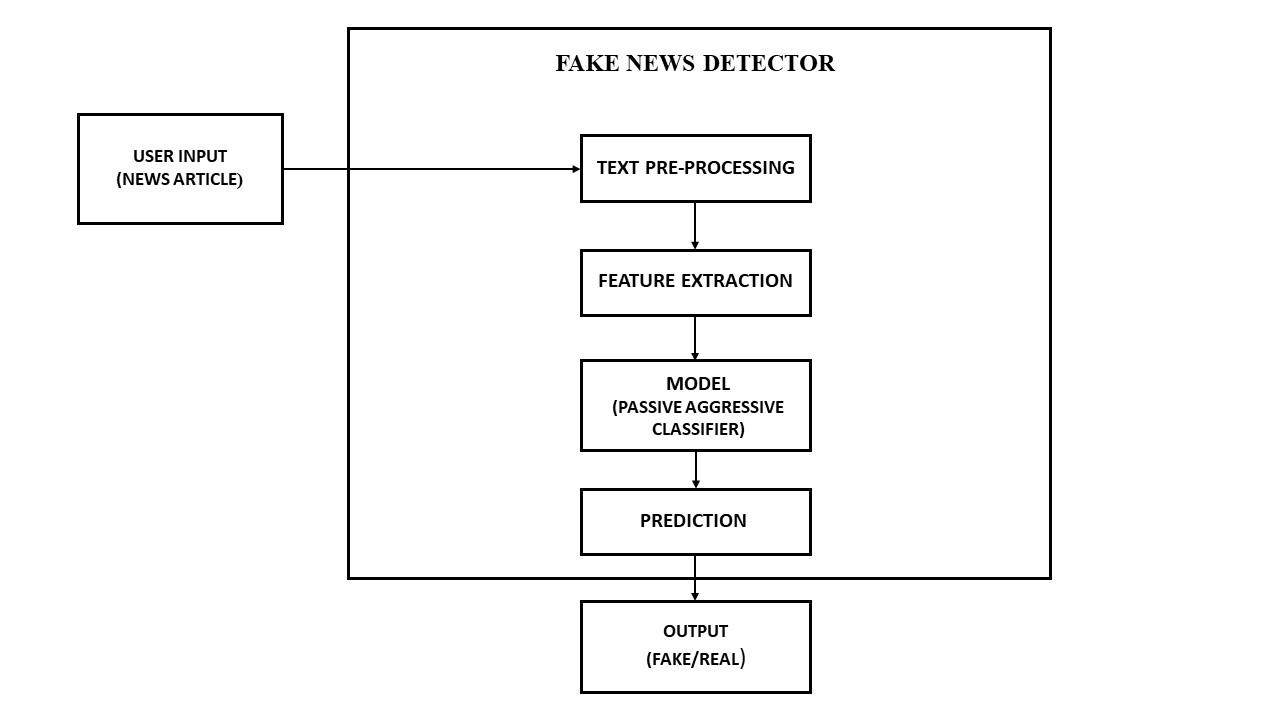 FAKE NEWS DETECTOR
USER INPUT
(NEWS ARTICLE)
TEXT PRE-PROCESSING
FEATURE EXTRACTION
MODEL
(PASSIVE AGGRESSIVE
CLASSIFIER)
PREDICTION
OUTPUT
(FAKE/REAL)